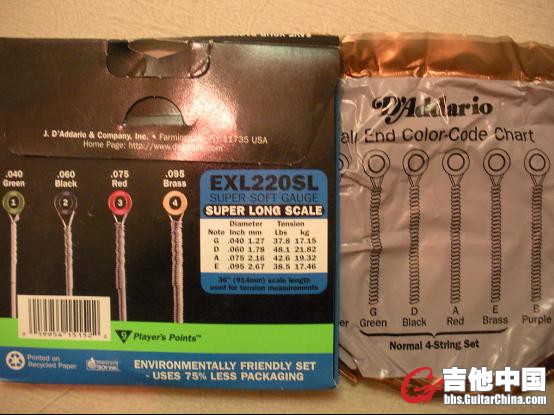 J. D'Addario & Company, Inc. • Farmingdale, NY 11735 USA
Home Page: http://www.daddario.com
.040 .060 .075 .095
Green Black Red Brass
1 2 3 4
EXL220SL
SUPER SOFT GAUGE
SUPER LONG SCALE
Diameter Tension
Note Inch mm Lbs kg
G .040 1.27 37.8 17.15
D .060 1.78 48.1 21.82
A .075 2.16 42.6 19.32
E .095 2.67 38.5 17.46
36" (914mm) scale length
used for tension measurements
9 Player's Points™
Printed on
Recycled Paper
ENVIRONMENTALLY FRIENDLY SET
- USES 75% LESS PACKAGING
D'Addario
all End Color-Code Chart
G D A E B
Green Black Red Brass Purple
Normal 4-String Set
吉他中国
bbs.GuitarChina.com